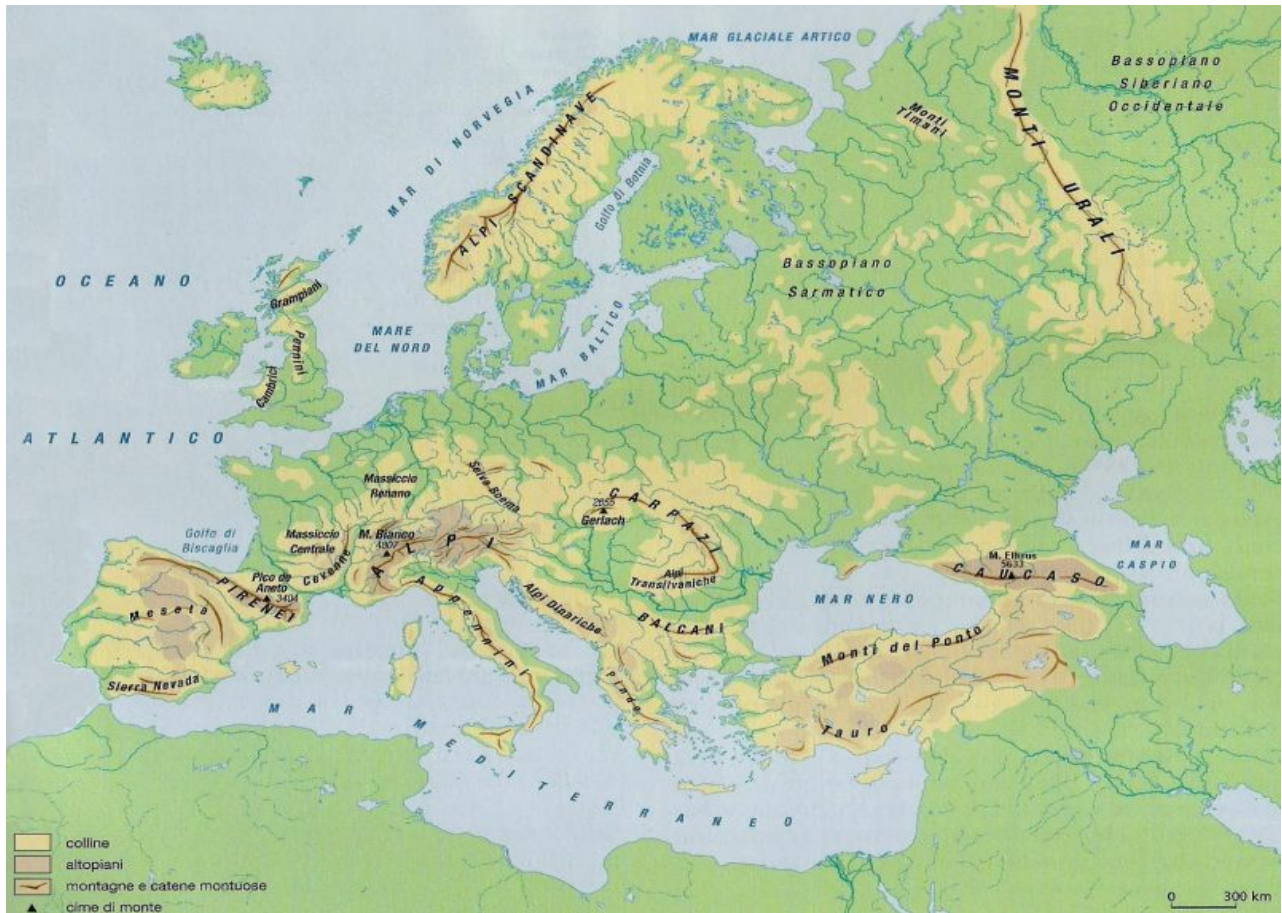 MAR GLACIALE ARTICO
Bassopiano
Siberiano
Occidentale
MONTI URALI
Monti
Timani
MAR DI NORVEGIA
ALPI SCANDINAVE
Golfo di Botnia
Bassopiano
Sarmatico
OCEANO
ATLANTICO
Grampiani
Pennini
Cambrici
MARE
DEL NORD
MAR BALTICO
Massiccio
Renano
Selva Boema
CARPAZI
2655
Gerlach
Golfo di
Biscaglia
Massiccio
Centrale
M. Bianco
4807
ALPI
Cevenne
Alpi
Transilvaniche
M. Elbrus
5633
CAUCASO
MAR
CASPIO
Pico de
Aneto
3404
PIRENEI
Meseta
Sierra Nevada
Appennini
Alpi Dinariche
BALCANI
MAR NERO
Monti del Ponto
Pindo
Tauro
MAR MEDITERRANEO
colline
altopiani
montagne e catene montuose
cime di monte
0 300 km